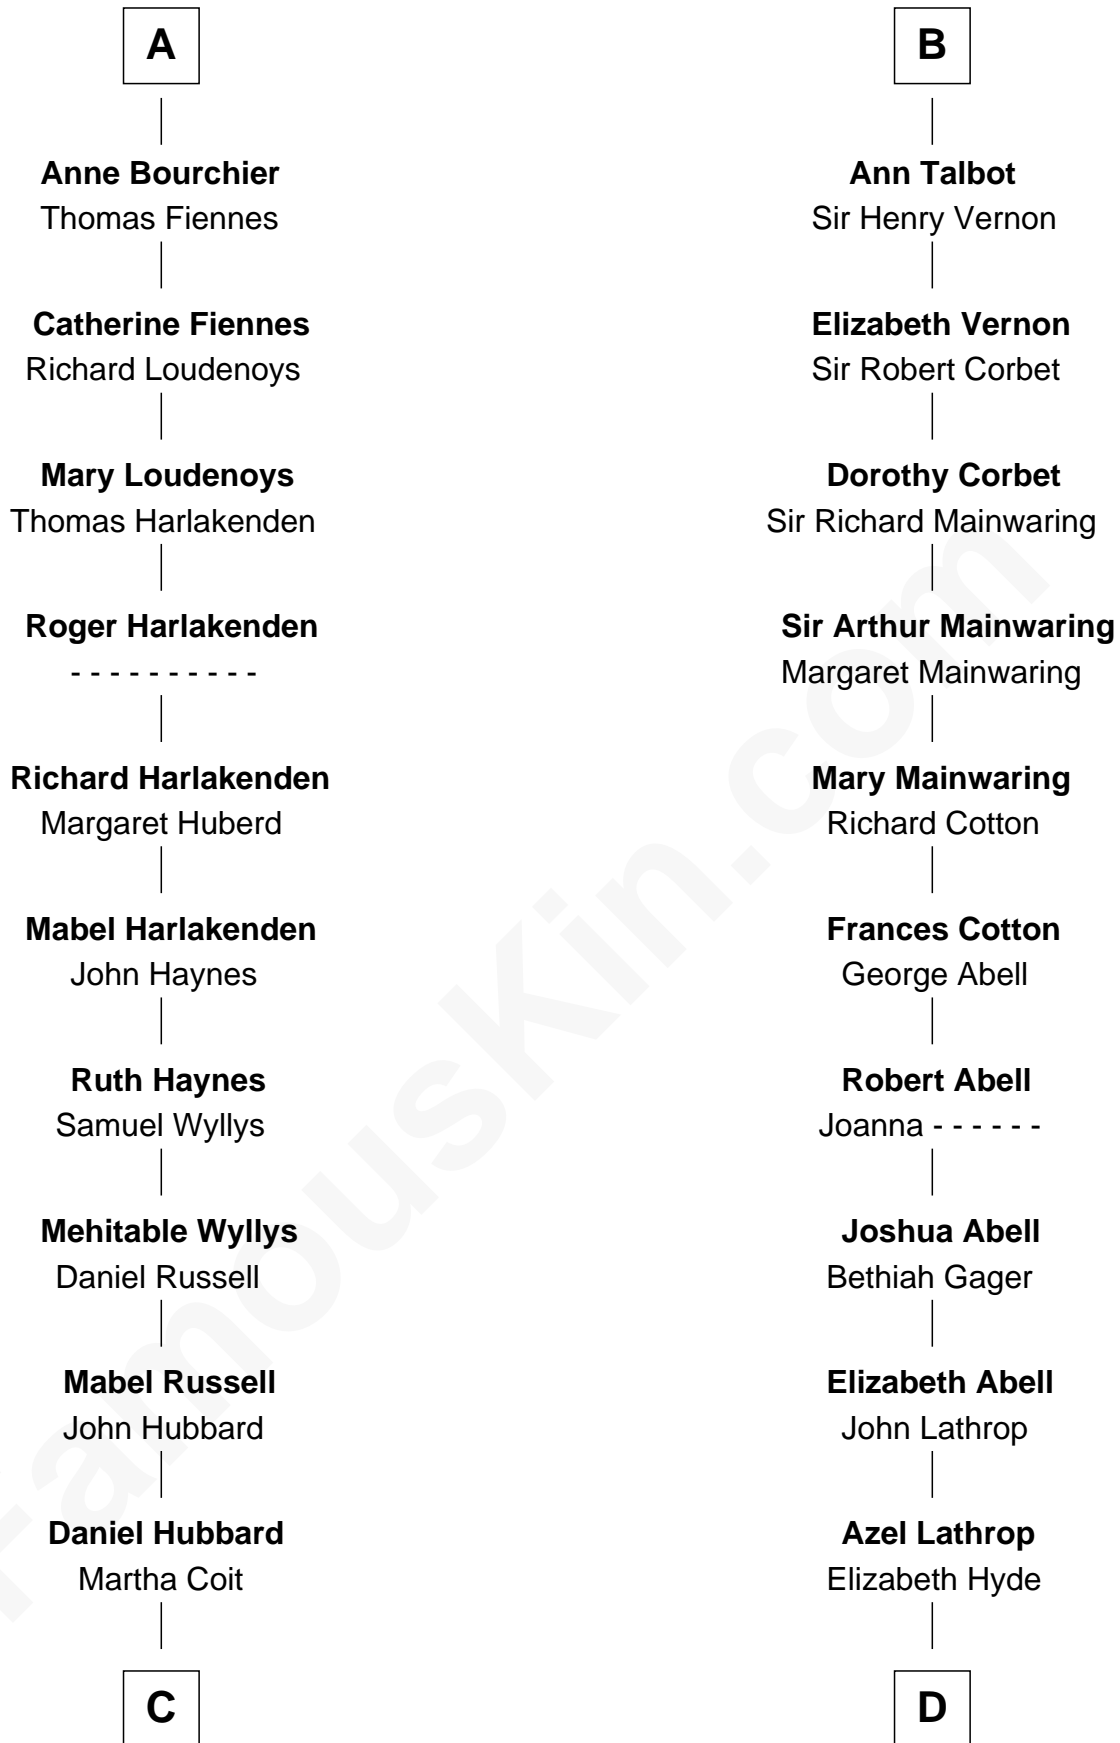 A
Anne Bourchier
Thomas Fiennes
Catherine Fiennes
Richard Loudenoys
Mary Loudenoys
Thomas Harlakenden
Roger Harlakenden
- - - - - - - - - -
Richard Harlakenden
Margaret Huberd
Mabel Harlakenden
John Haynes
Ruth Haynes
Samuel Wyllys
Mehitable Wyllys
Daniel Russell
Mabel Russell
John Hubbard
Daniel Hubbard
Martha Coit
C
B
Ann Talbot
Sir Henry Vernon
Elizabeth Vernon
Sir Robert Corbet
Dorothy Corbet
Sir Richard Mainwaring
Sir Arthur Mainwaring
Margaret Mainwaring
Mary Mainwaring
Richard Cotton
Frances Cotton
George Abell
Robert Abell
Joanna - - - - - -
Joshua Abell
Bethiah Gager
Elizabeth Abell
John Lathrop
Azel Lathrop
Elizabeth Hyde
D
FamousKin.com